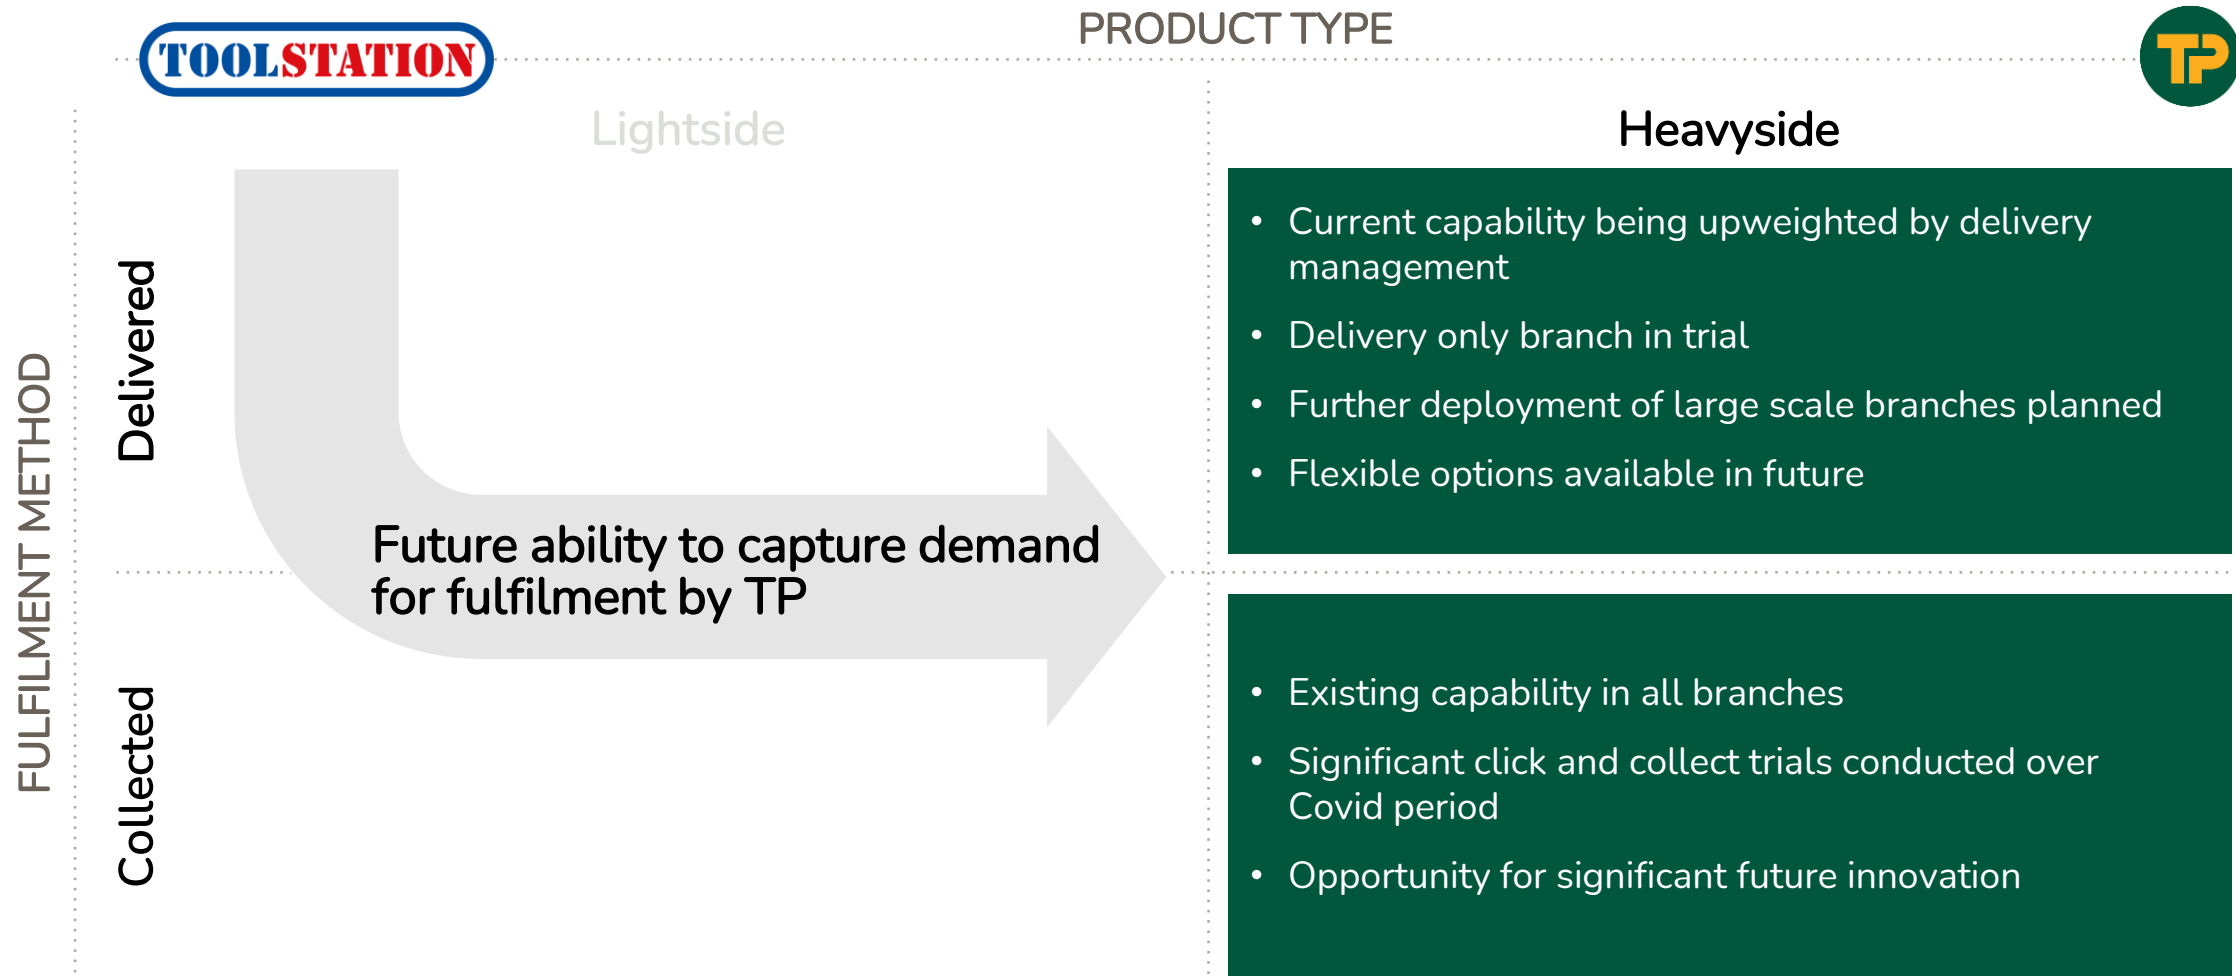 PRODUCT TYPE
TOOLSTATION
TP
Lightside
Heavyside
FULFILMENT METHOD
Delivered
• Current capability being upweighted by delivery
management
• Delivery only branch in trial
• Further deployment of large scale branches planned
• Flexible options available in future
Future ability to capture demand
for fulfilment by TP
Collected
• Existing capability in all branches
• Significant click and collect trials conducted over
Covid period
• Opportunity for significant future innovation